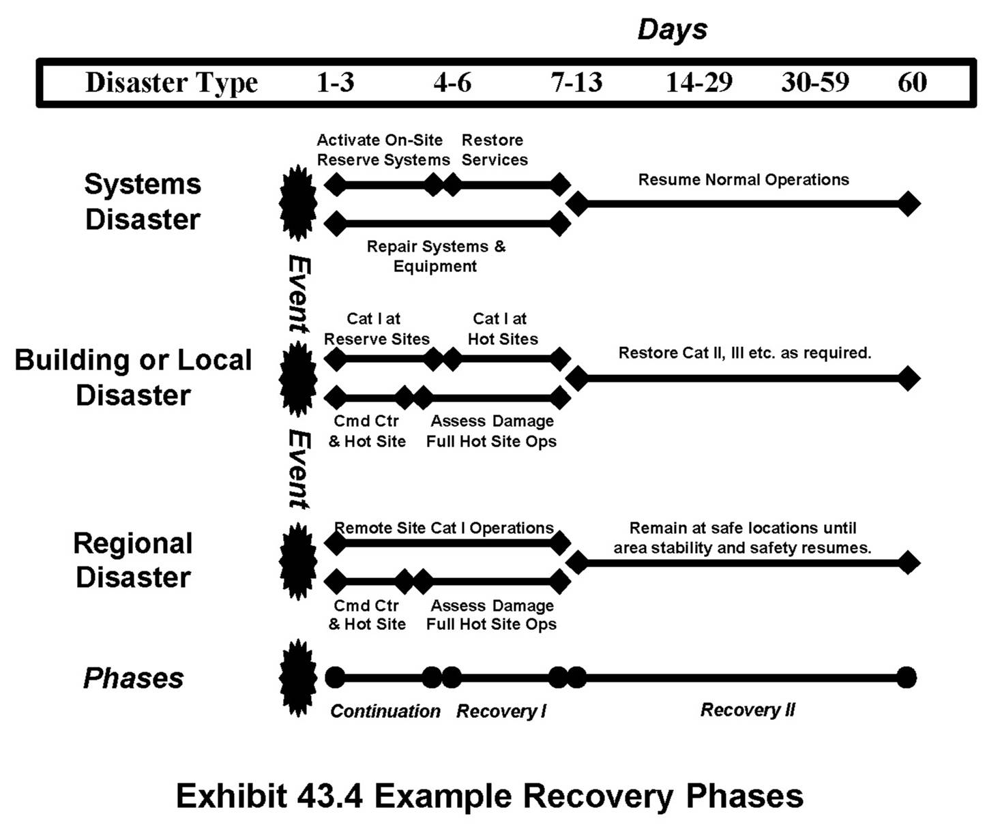 Days
Disaster Type 1-3 4-6 7-13 14-29 30-59 60
Activate On-Site Restore
Reserve Systems Services
Systems
Disaster
Resume Normal Operations
Repair Systems &
Equipment
Event
Cat I at Cat I at
Reserve Sites Hot Sites
Building or Local
Disaster
Restore Cat II, III etc. as required.
Cmd Ctr Assess Damage
& Hot Site Full Hot Site Ops
Event
Remote Site Cat I Operations
Regional
Disaster
Remain at safe locations until
area stability and safety resumes.
Cmd Ctr Assess Damage
& Hot Site Full Hot Site Ops
Phases
Continuation Recovery I Recovery II
Exhibit 43.4 Example Recovery Phases